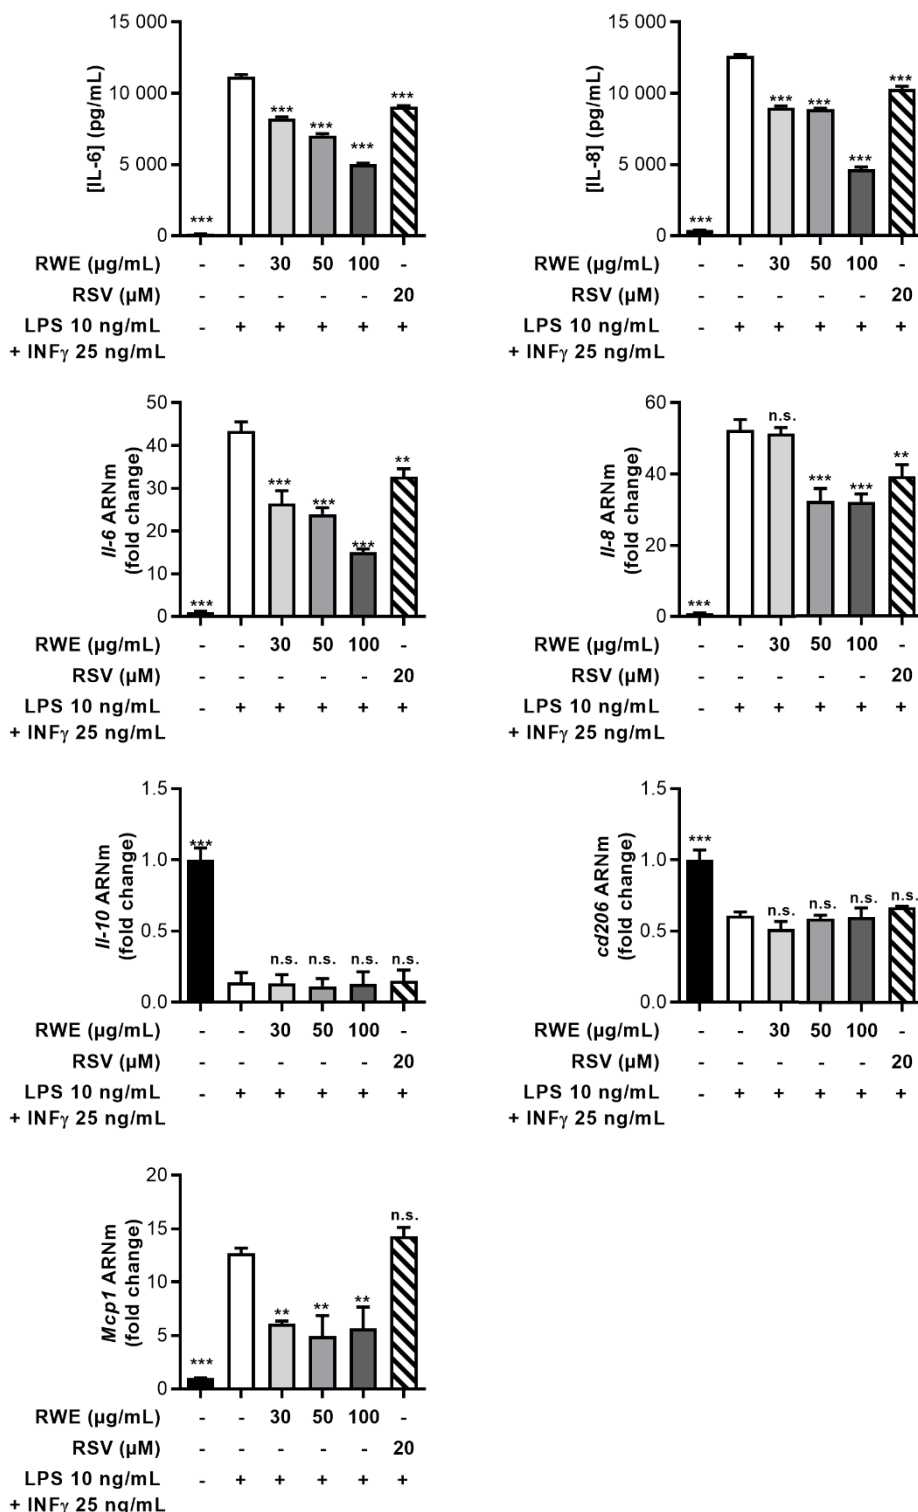 15 000
10 000
5 000
0
[IL-6] (pg/mL)
*** *** *** *** ***
RWE (µg/mL) - - 30 50 100 -
RSV (µM) - - - - - 20
LPS 10 ng/mL - + + + + +
+ INFγ 25 ng/mL
15 000
10 000
5 000
0
[IL-8] (pg/mL)
*** *** *** *** ***
RWE (µg/mL) - - 30 50 100 -
RSV (µM) - - - - - 20
LPS 10 ng/mL - + + + + +
+ INFγ 25 ng/mL
50
40
30
20
10
0
Il-6 ARNm
(fold change)
*** *** *** *** **
RWE (µg/mL) - - 30 50 100 -
RSV (µM) - - - - - 20
LPS 10 ng/mL - + + + + +
+ INFγ 25 ng/mL
60
40
20
0
Il-8 ARNm
(fold change)
*** n.s. *** *** **
RWE (µg/mL) - - 30 50 100 -
RSV (µM) - - - - - 20
LPS 10 ng/mL - + + + + +
+ INFγ 25 ng/mL
1.5
1.0
0.5
0.0
Il-10 ARNm
(fold change)
*** n.s. n.s. n.s. n.s.
RWE (µg/mL) - - 30 50 100 -
RSV (µM) - - - - - 20
LPS 10 ng/mL - + + + + +
+ INFγ 25 ng/mL
1.5
1.0
0.5
0.0
cd206 ARNm
(fold change)
*** n.s. n.s. n.s. n.s.
RWE (µg/mL) - - 30 50 100 -
RSV (µM) - - - - - 20
LPS 10 ng/mL - + + + + +
+ INFγ 25 ng/mL
20
15
10
5
0
Mcp1 ARNm
(fold change)
*** ** ** ** n.s.
RWE (µg/mL) - - 30 50 100 -
RSV (µM) - - - - - 20
LPS 10 ng/mL - + + + + +
+ INFγ 25 ng/mL